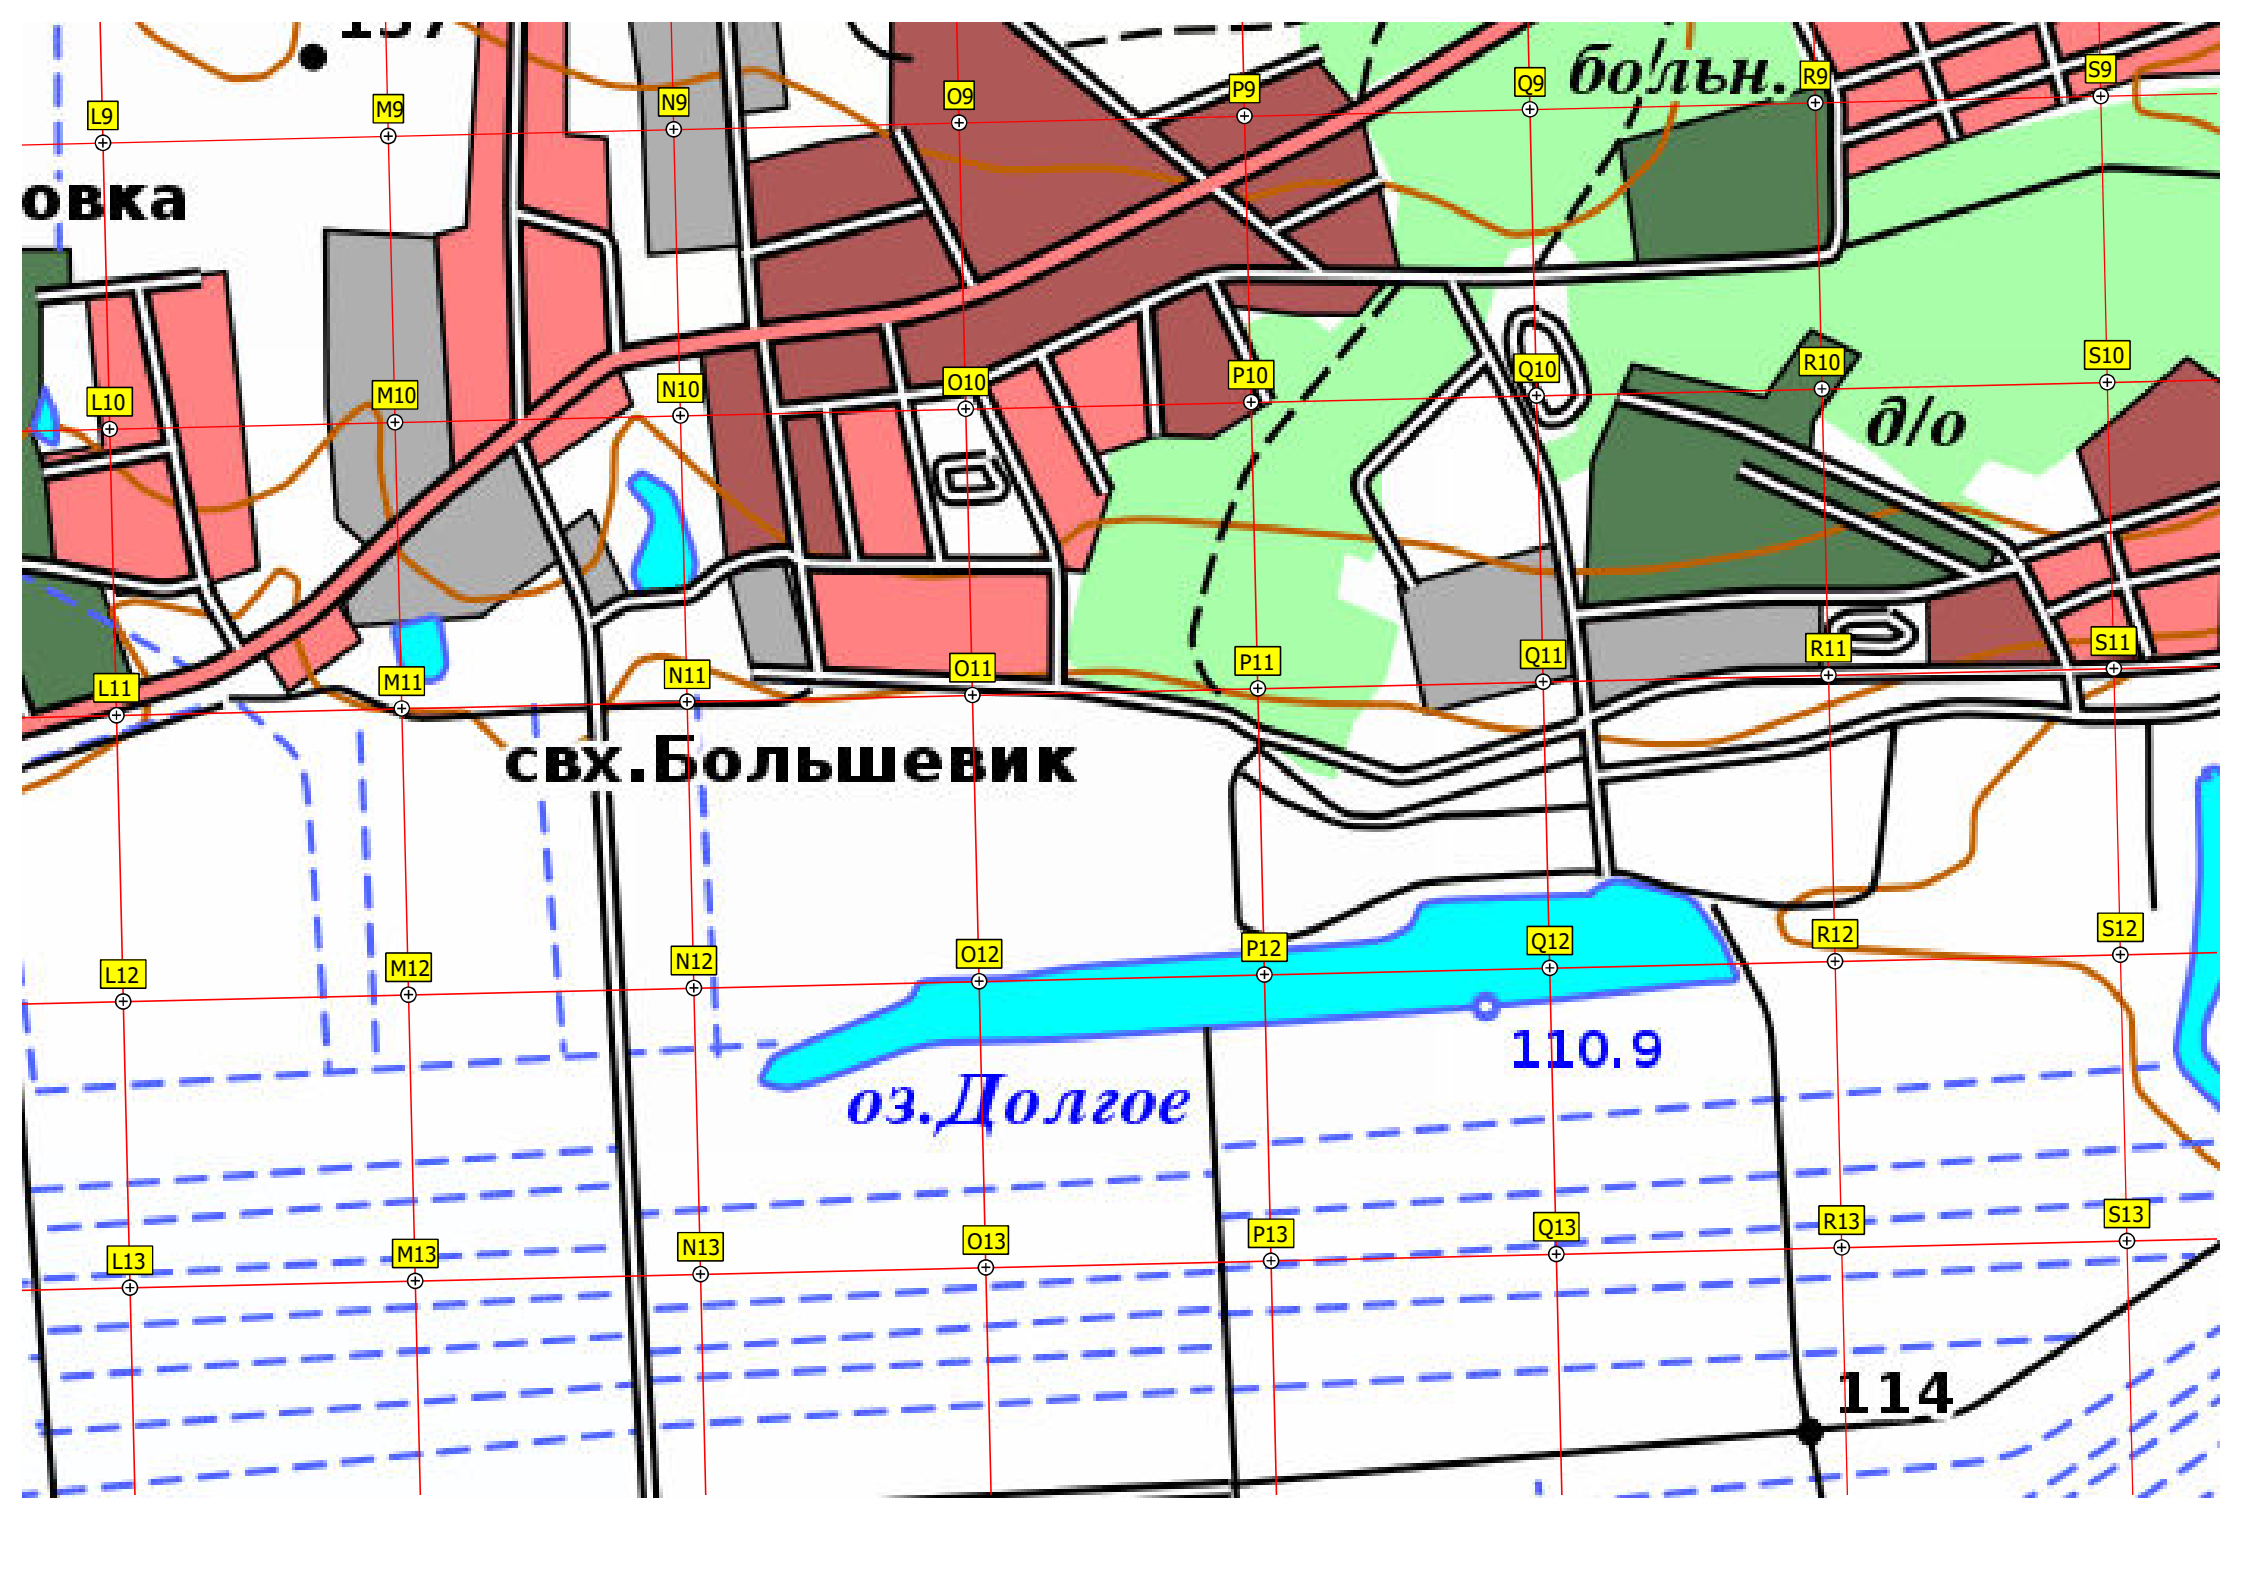 больн.
L9 M9 N9 O9 P9 Q9 R9 S9
овка
L10 M10 N10 O10 P10 Q10 R10 S10
д/о
L11 M11 N11 O11 P11 Q11 R11 S11
свх.Большевик
L12 M12 N12 O12 P12 Q12 R12 S12
110.9
оз.Долгое
L13 M13 N13 O13 P13 Q13 R13 S13
114